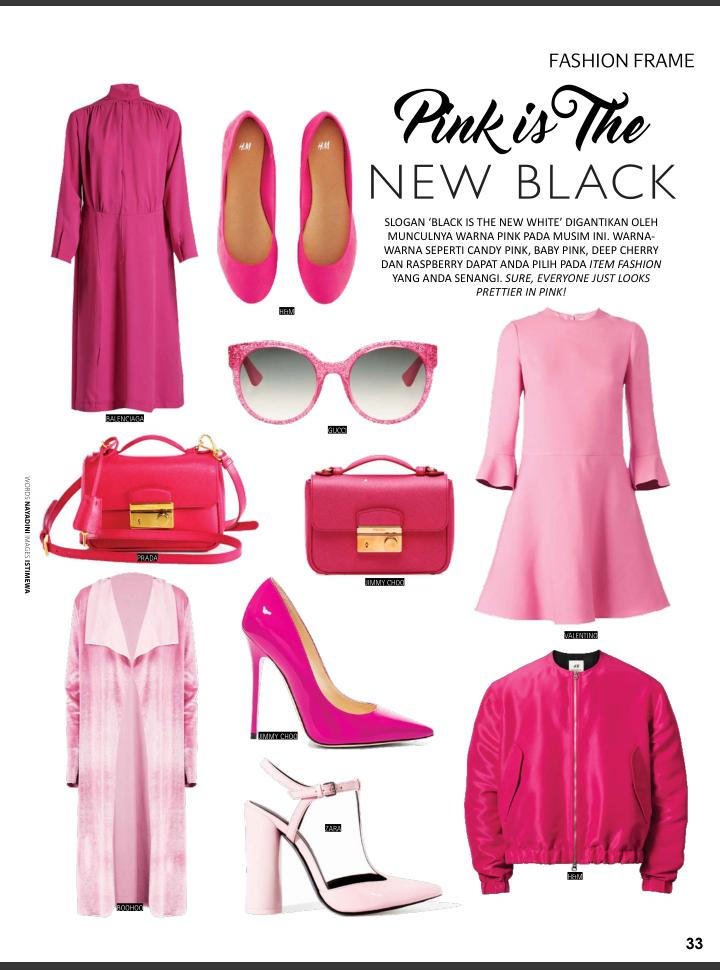 FASHION FRAME
Pink is The
NEW BLACK
SLOGAN ‘BLACK IS THE NEW WHITE’ DIGANTIKAN OLEH
MUNCULNYA WARNA PINK PADA MUSIM INI. WARNA-
WARNA SEPERTI CANDY PINK, BABY PINK, DEEP CHERRY
DAN RASPBERRY DAPAT ANDA PILIH PADA ITEM FASHION
YANG ANDA SENANGI. SURE, EVERYONE JUST LOOKS
PRETTIER IN PINK!
H&M
H&M
H&M
BALENCIAGA
GUCCI
PRADA
JIMMY CHOO
VALENTINO
WORDS NAYADINI IMAGES ISTIMEWA
JIMMY CHOO
ZARA
H&M
BOOHOO
33